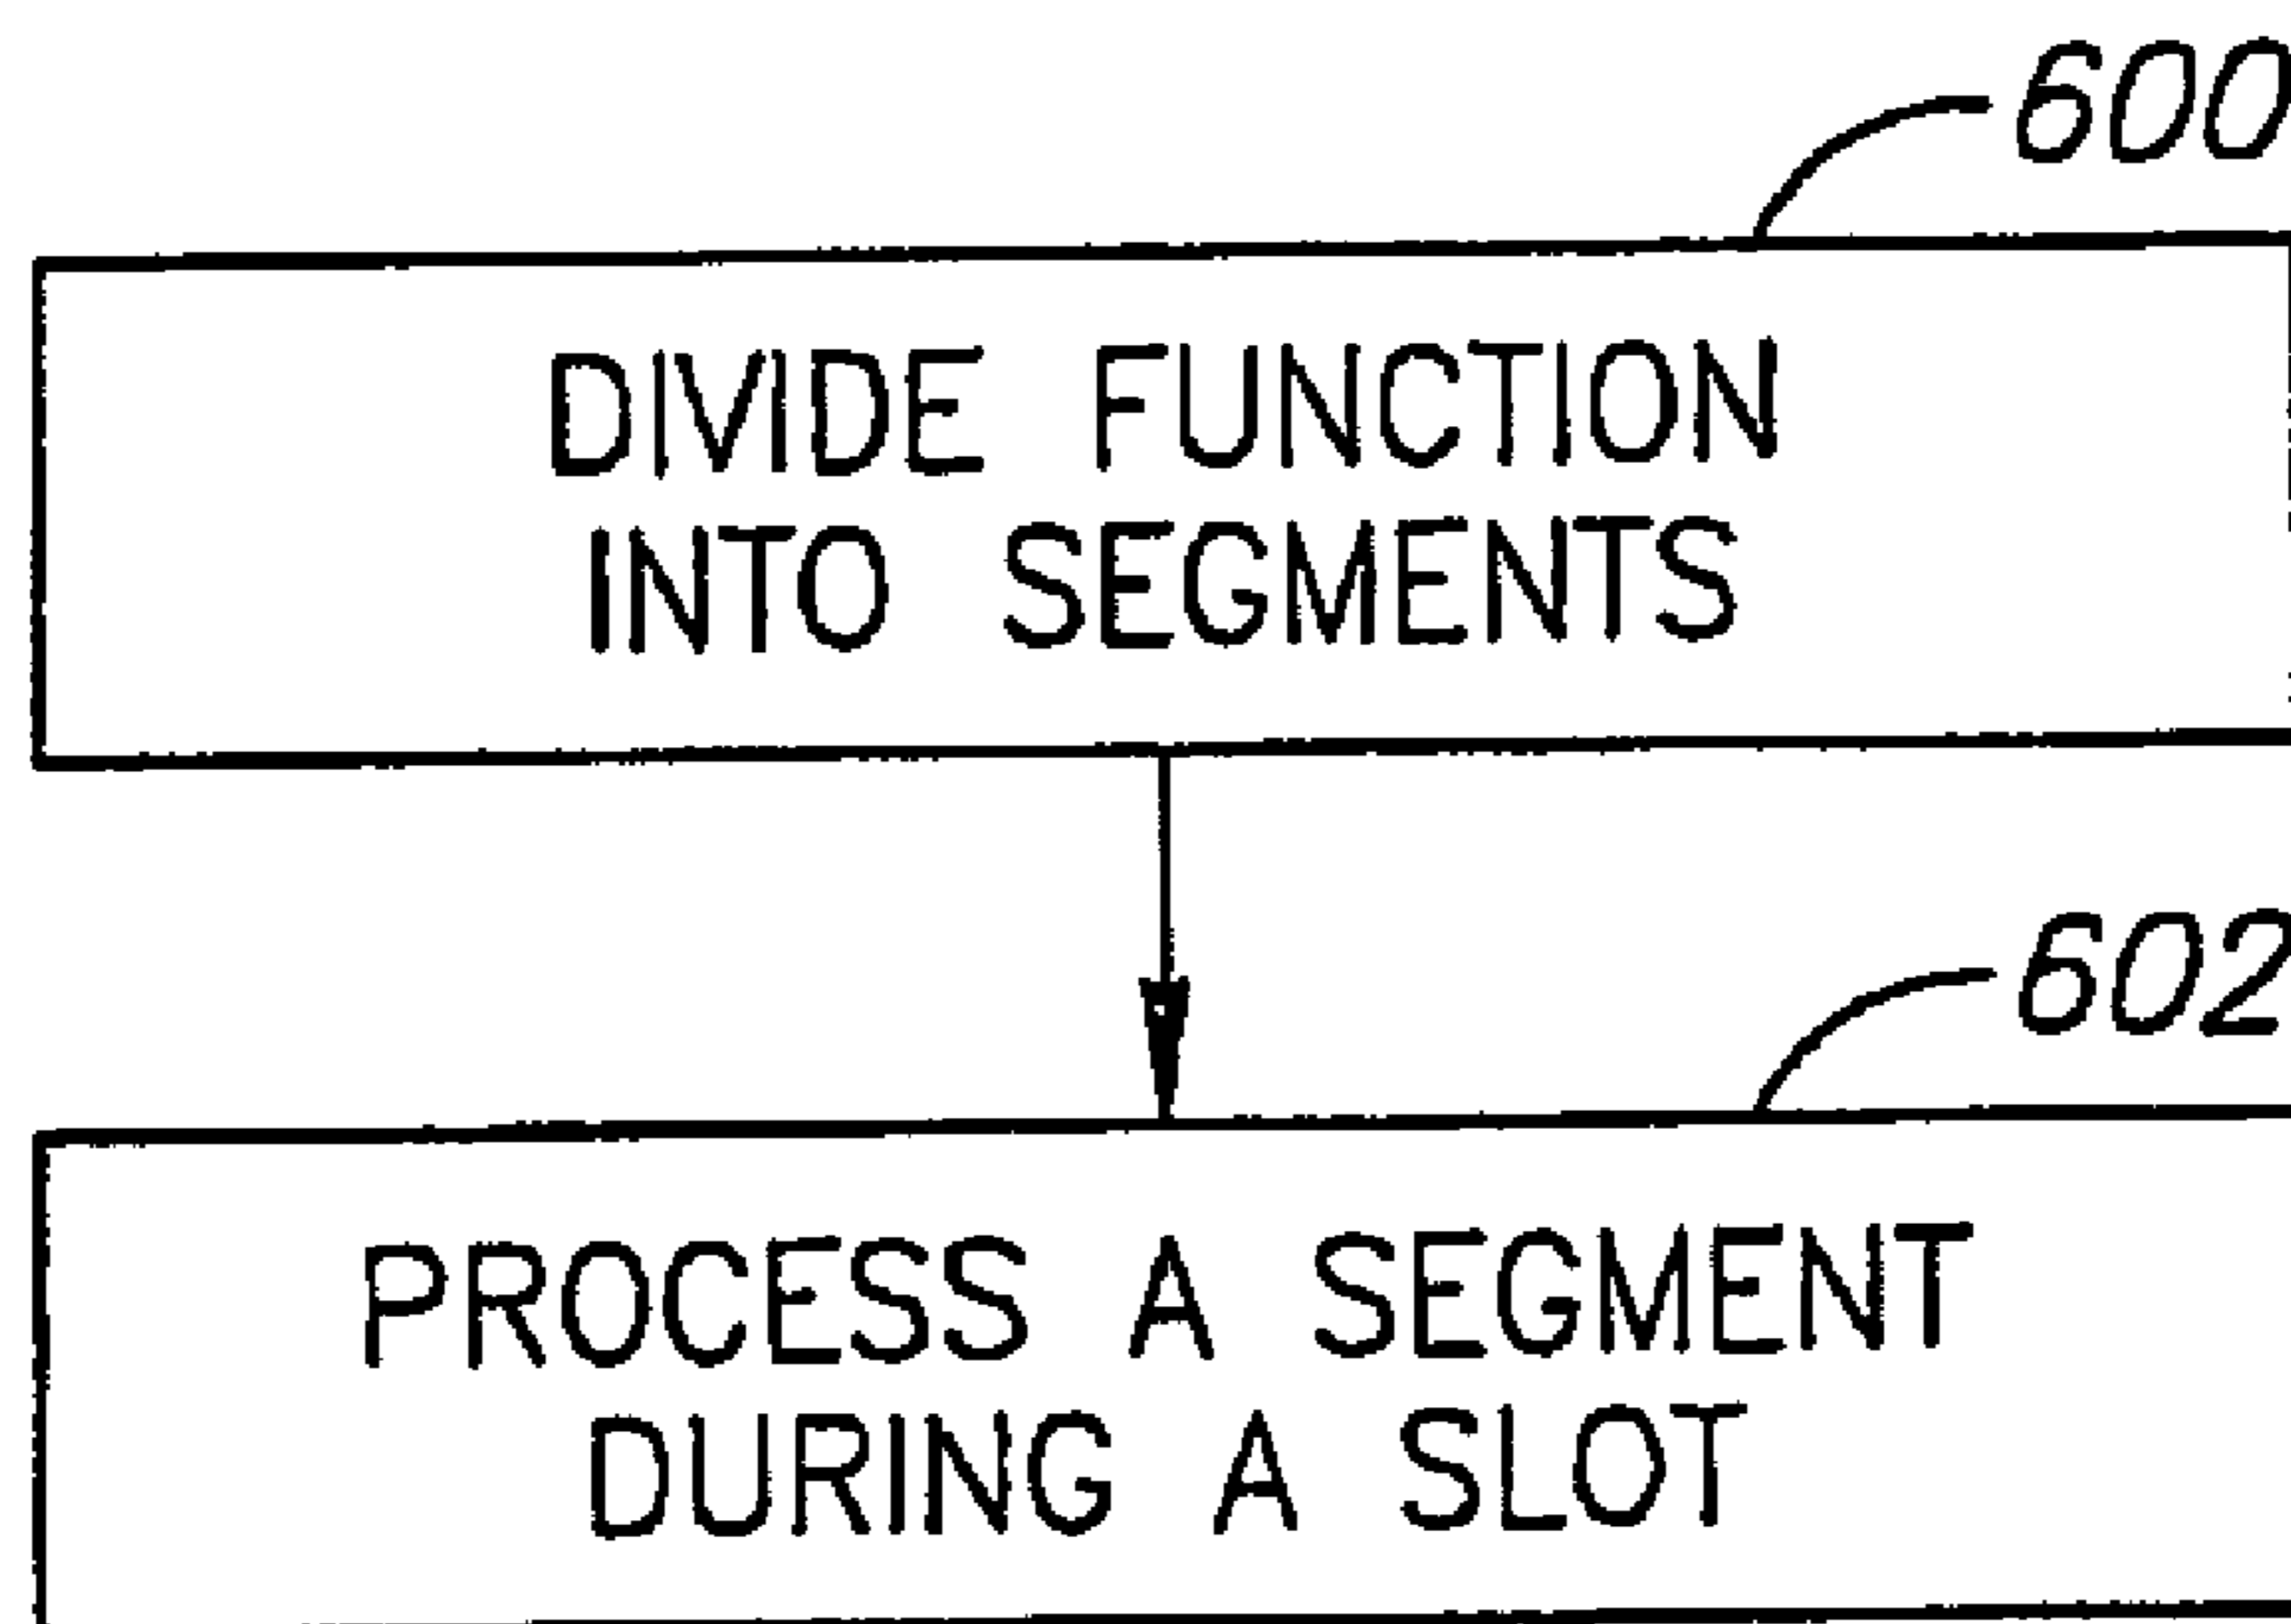 600
DIVIDE FUNCTION
INTO SEGMENTS
602
PROCESS A SEGMENT
DURING A SLOT